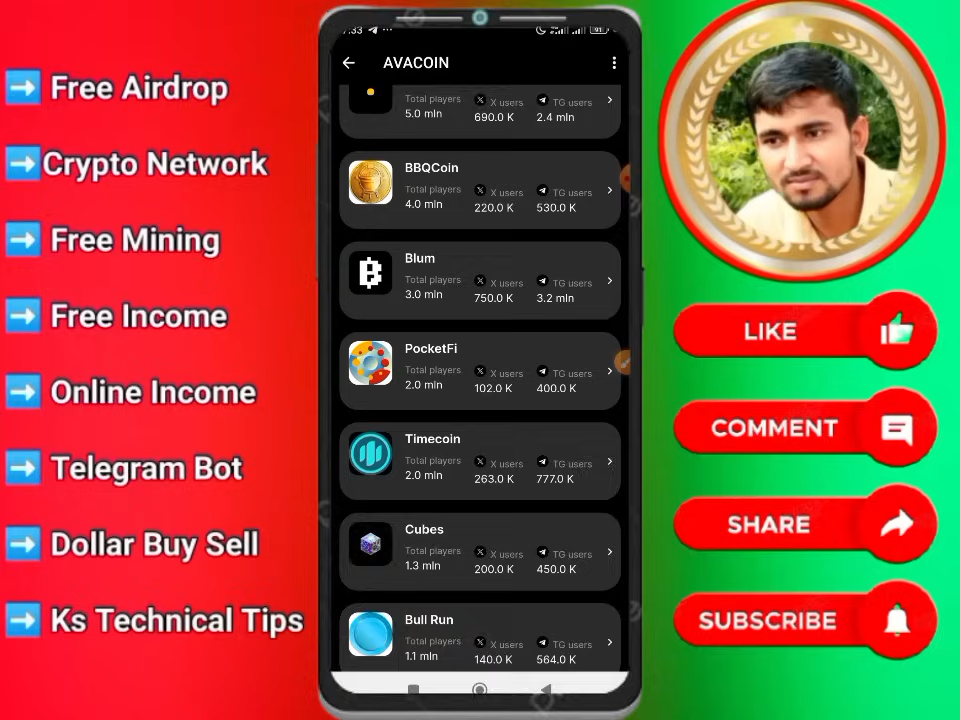 Free Airdrop
Crypto Network
Free Mining
Free Income
Online Income
Telegram Bot
Dollar Buy Sell
Ks Technical Tips
7:33
91
AVACOIN
Total players X users TG users
5.0 mln 690.0 K 2.4 mln
BBQCoin
Total players X users TG users
4.0 mln 220.0 K 530.0 K
Blum
Total players X users TG users
3.0 mln 750.0 K 3.2 mln
PocketFi
Total players X users TG users
2.0 mln 102.0 K 400.0 K
Timecoin
Total players X users TG users
2.0 mln 263.0 K 777.0 K
Cubes
Total players X users TG users
1.3 mln 200.0 K 450.0 K
Bull Run
Total players X users TG users
1.1 mln 140.0 K 564.0 K
LIKE
COMMENT
SHARE
SUBSCRIBE